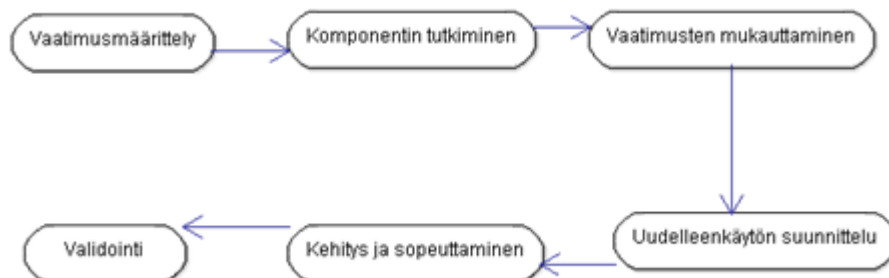 Vaatimusmäärittely
Komponentin tutkiminen
Vaatimusten mukauttaminen
Uudelleenkäytön suunnittelu
Kehitys ja sopeuttaminen
Validointi